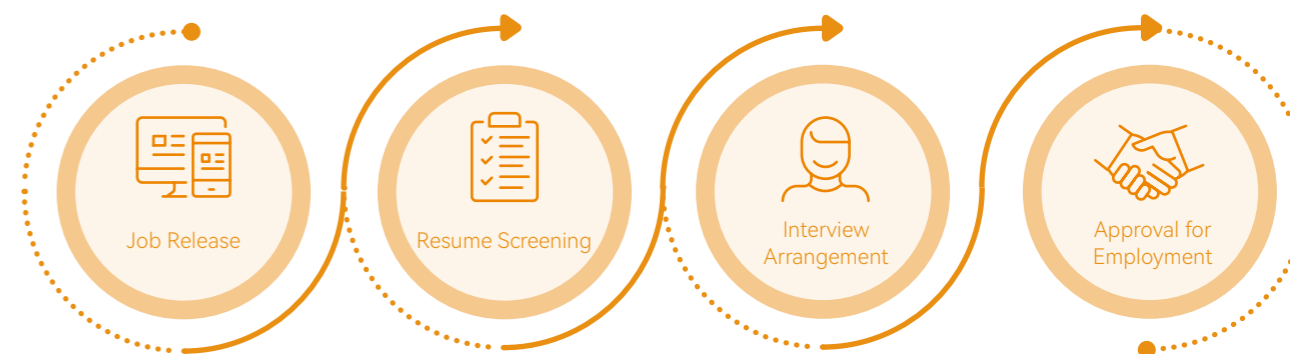 Job Release
Resume Screening
Interview
Arrangement
Approval for
Employment